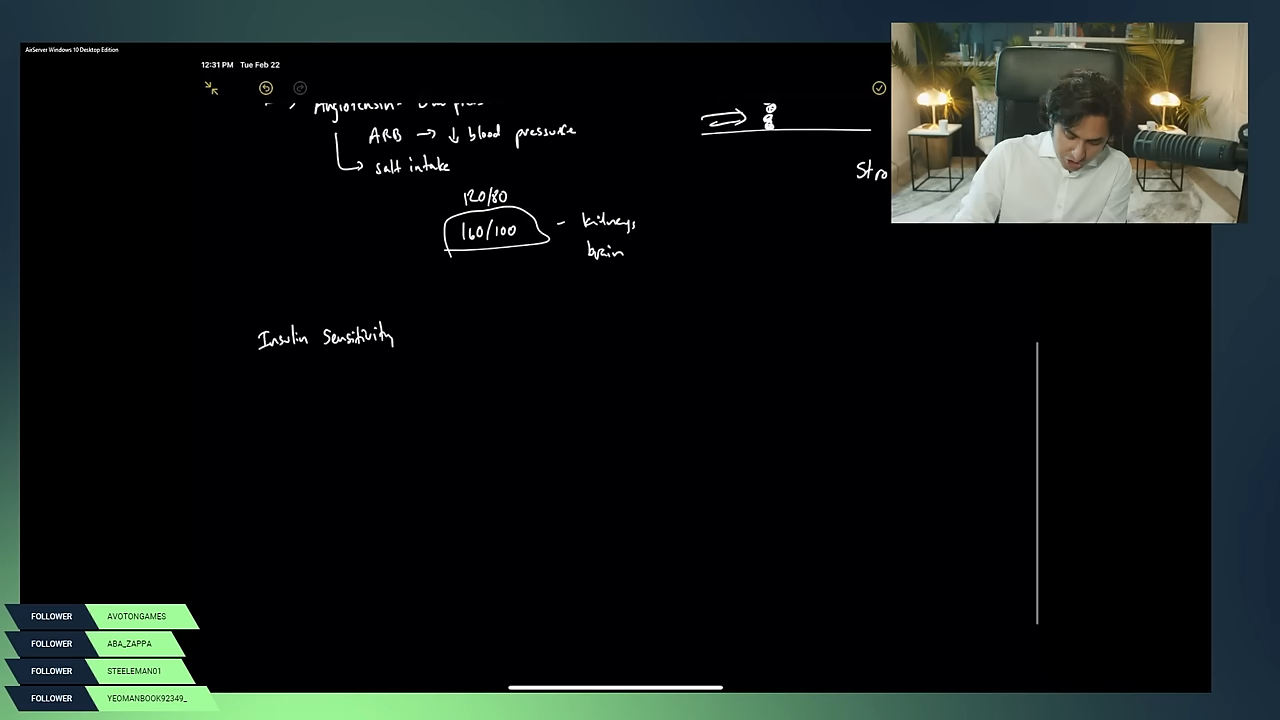 AirServer Windows 10 Desktop Edition
12:31 PM Tue Feb 22
ARB → ↓ blood pressure
salt intake
120/80
160/100 - kidneys
brain
Stro
Insulin Sensitivity
FOLLOWER AVOTONGAMES
FOLLOWER ABA_ZAPPA
FOLLOWER STEELEMAN01
FOLLOWER YEOMANBOOK92349_